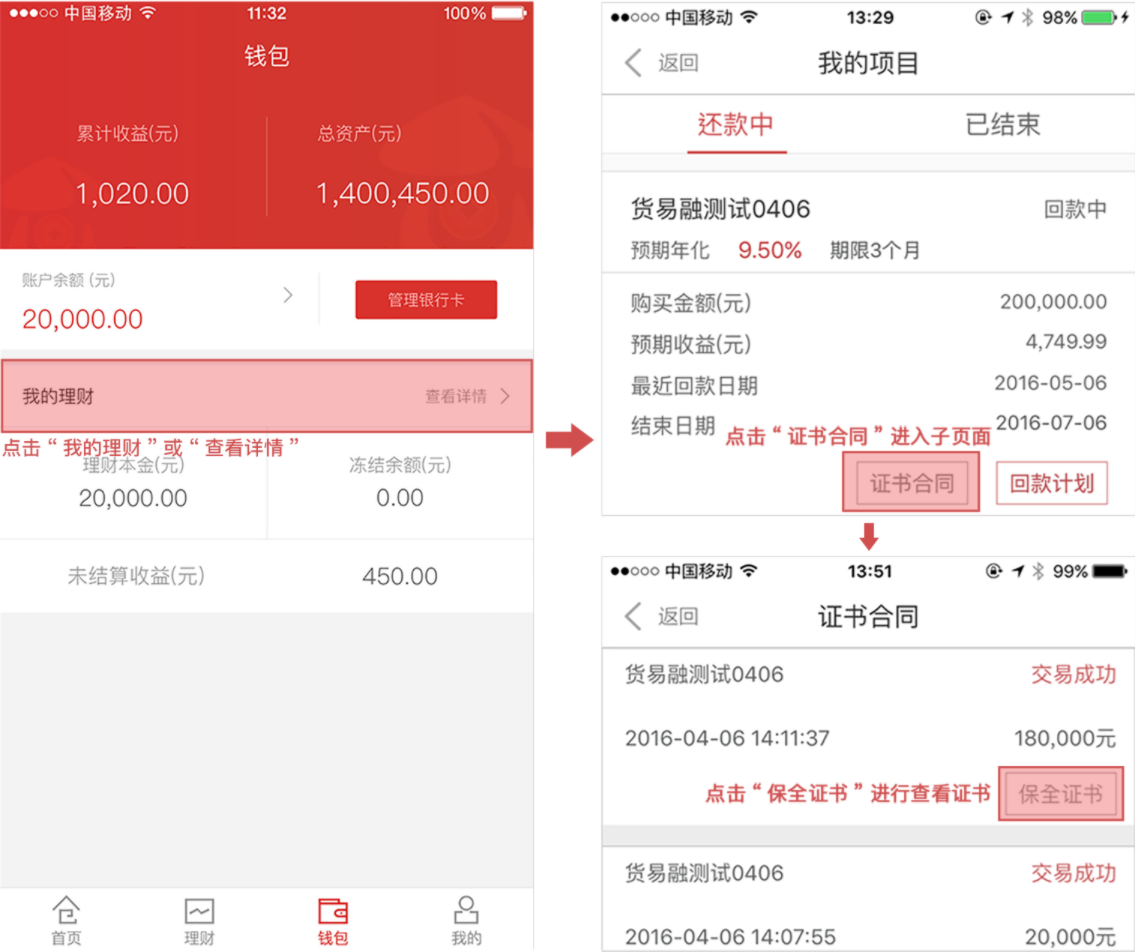 中国移动 11:32 100%
钱包
累计收益(元) 总资产(元)
1,020.00 1,400,450.00
账户余额 (元)
20,000.00
管理银行卡
我的理财 查看详情
点击“我的理财”或“查看详情”
理财本金(元) 冻结余额(元)
20,000.00 0.00
未结算收益(元) 450.00
首页 理财 钱包 我的
中国移动 13:29 98%
返回 我的项目
还款中 已结束
货易融测试0406 回款中
预期年化 9.50% 期限3个月
购买金额(元) 200,000.00
预期收益(元) 4,749.99
最近回款日期 2016-05-06
结束日期 2016-07-06
点击“证书合同”进入子页面
证书合同 回款计划
中国移动 13:51 99%
返回 证书合同
货易融测试0406 交易成功
2016-04-06 14:11:37 180,000元
点击“保全证书”进行查看证书 保全证书
货易融测试0406 交易成功
2016-04-06 14:07:55 20,000元